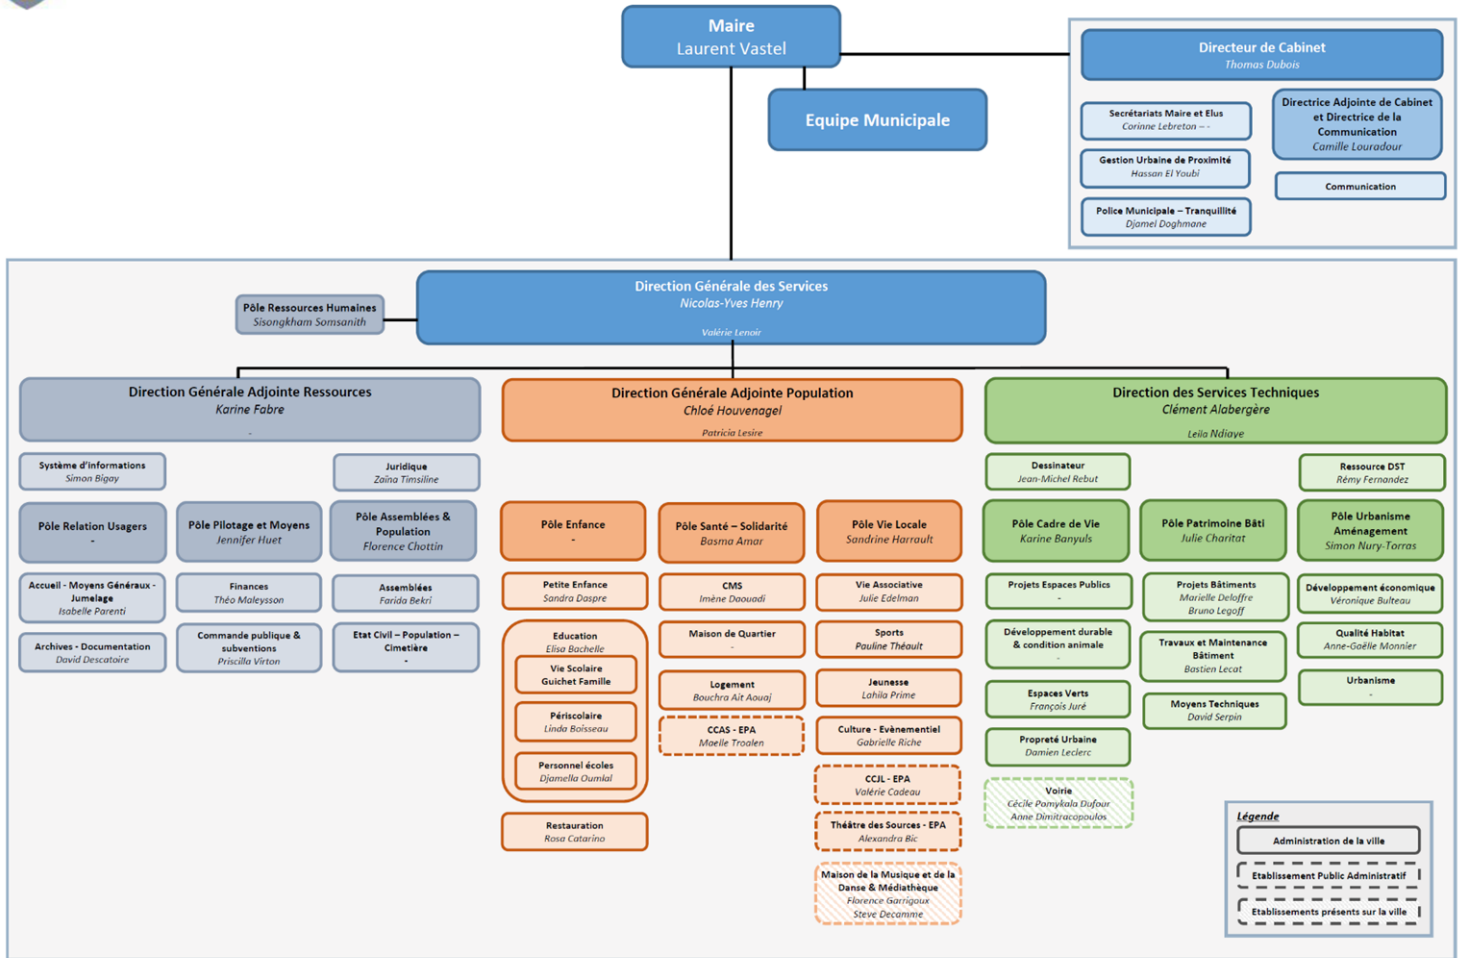 Maire
Laurent Vastel
Equipe Municipale
Directeur de Cabinet
Thomas Dubois
Secrétariats Maire et Elus
Corinne Lebreton – -
Gestion Urbaine de Proximité
Hassan El Youbi
Police Municipale – Tranquillité
Djamel Doghmane
Directrice Adjointe de Cabinet
et Directrice de la
Communication
Camille Louradour
Communication
Direction Générale des Services
Nicolas-Yves Henry
Valérie Lenoir
Pôle Ressources Humaines
Sisongkham Somsanith
Direction Générale Adjointe Ressources
Karine Fabre
-
Système d'informations
Simon Bigay
Juridique
Zaïna Timsiline
Pôle Relation Usagers
-
Accueil - Moyens Généraux -
Jumelage
Isabelle Parenti
Archives - Documentation
David Descatoire
Pôle Pilotage et Moyens
Jennifer Huet
Finances
Théo Maleysson
Commande publique &
subventions
Priscilla Virton
Pôle Assemblées &
Population
Florence Chottin
Assemblées
Farida Bekri
Etat Civil – Population –
Cimetière
-
Direction Générale Adjointe Population
Chloé Houvenagel
Patricia Lesire
Pôle Enfance
-
Petite Enfance
Sandra Daspre
Education
Elisa Bachelle
Vie Scolaire
Guichet Famille
Périscolaire
Linda Boisseau
Personnel écoles
Djamella Oumlal
Restauration
Rosa Catarino
Pôle Santé – Solidarité
Basma Amar
CMS
Imène Daouadi
Maison de Quartier
-
Logement
Bouchra Ait Aouaj
CCAS - EPA
Maelle Troalen
Pôle Vie Locale
Sandrine Harrault
Vie Associative
Julie Edelman
Sports
Pauline Théault
Jeunesse
Lahila Prime
Culture - Evènementiel
Gabrielle Riche
CCJL - EPA
Valérie Cadeau
Théâtre des Sources - EPA
Alexandra Bic
Maison de la Musique et de la
Danse & Médiathèque
Florence Garrigoux
Steve Decamme
Direction des Services Techniques
Clément Alabergère
Leïla Ndiaye
Dessinateur
Jean-Michel Rebut
Ressource DST
Rémy Fernandez
Pôle Cadre de Vie
Karine Banyuls
Projets Espaces Publics
-
Développement durable
& condition animale
-
Espaces Verts
François Juré
Propreté Urbaine
Damien Leclerc
Voirie
Cécile Pamykala Dufour
Anne Dimitracopoulos
Pôle Patrimoine Bâti
Julie Charitat
Projets Bâtiments
Marielle Deloffre
Bruno Legoff
Travaux et Maintenance
Bâtiment
Bastien Lecat
Moyens Techniques
David Serpin
Pôle Urbanisme
Aménagement
Simon Nury-Torras
Développement économique
Véronique Bulteau
Qualité Habitat
Anne-Gaëlle Monnier
Urbanisme
-
Légende
Administration de la ville
Etablissement Public Administratif
Etablissements présents sur la ville